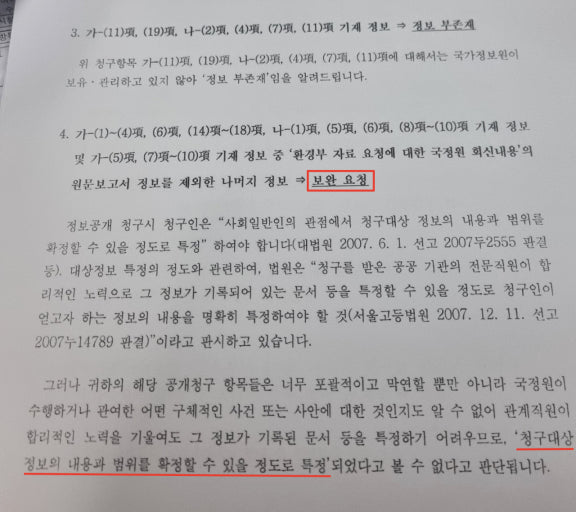 3. 가-(11)項, (19)項, 나-(2)項, (4)項, (7)項, (11)項 기재 정보 ⇒ 정보 부존재
위 청구항목 가-(11)項, (19)項, 나-(2)項, (4)項, (7)項, (11)項에 대해서는 국가정보원이
보유·관리하고 있지 않아 '정보 부존재'임을 알려드립니다.
4. 가-(1)~(4)項, (6)項, (14)項~(18)項, 나-(1)項, (5)項, (6)項, (8)項~(10)項 기재 정보
및 가-(5)項, (7)項~(10)項 기재 정보 중 '환경부 자료 요청에 대한 국정원 회신내용'의
원문보고서 정보를 제외한 나머지 정보 ⇒ 보완 요청
정보공개 청구시 청구인은 "사회일반인의 관점에서 청구대상 정보의 내용과 범위를
확정할 수 있을 정도로 특정" 하여야 합니다(대법원 2007. 6. 1. 선고 2007두2555 판결
등). 대상정보 특정의 정도와 관련하여, 법원은 "청구를 받은 공공 기관의 전문직원이 합
리적인 노력으로 그 정보가 기록되어 있는 문서 등을 특정할 수 있을 정도로 청구인이
얻고자 하는 정보의 내용을 명확히 특정하여야 할 것(서울고등법원 2007. 12. 11. 선고
2007누14789 판결)"이라고 판시하고 있습니다.
그러나 귀하의 해당 공개청구 항목들은 너무 포괄적이고 막연할 뿐만 아니라 국정원이
수행하거나 관여한 어떤 구체적인 사건 또는 사안에 대한 것인지도 알 수 없어 관계직원이
합리적인 노력을 기울여도 그 정보가 기록된 문서 등을 특정하기 어려우므로, '청구대상
정보의 내용과 범위를 확정할 수 있을 정도로 특정'되었다고 볼 수 없다고 판단됩니다.